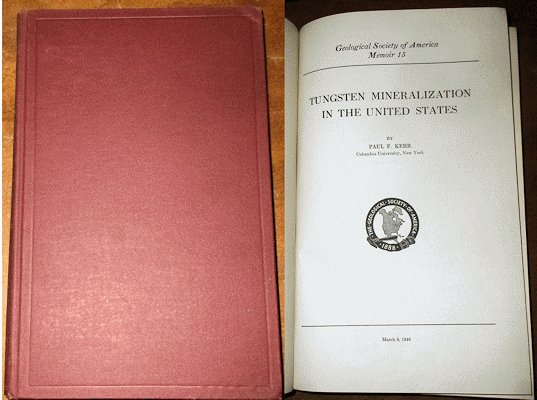 Geological Society of America
Memoir 15
TUNGSTEN MINERALIZATION
IN THE UNITED STATES
BY
PAUL F. KERR
Columbia University, New York
THE·GEOLOGICAL·SOCIETY·OF·AMERICA
1888
March 8, 1946